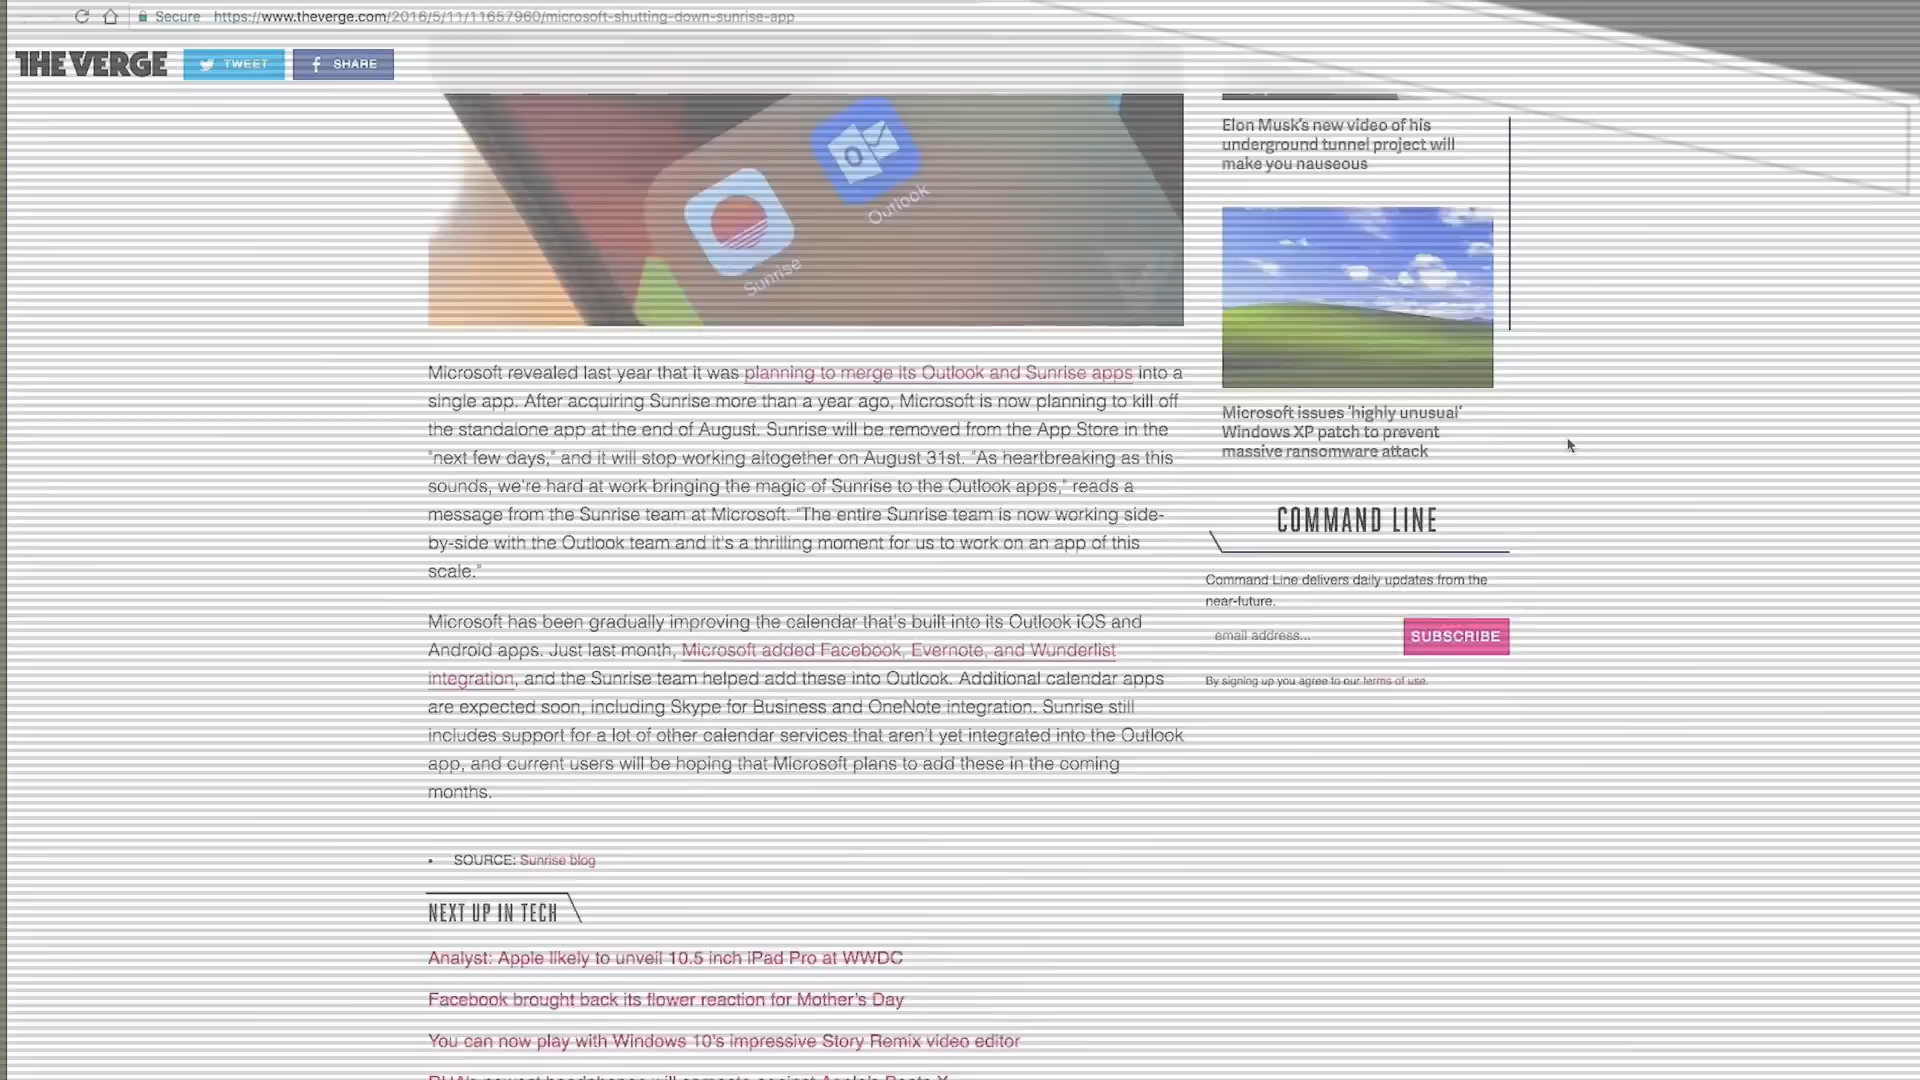 Secure https://www.theverge.com/2016/5/11/11657960/microsoft-shutting-down-sunrise-app
THE VERGE
TWEET
SHARE
Outlook
Sunrise
Microsoft revealed last year that it was planning to merge its Outlook and Sunrise apps into a
single app. After acquiring Sunrise more than a year ago, Microsoft is now planning to kill off
the standalone app at the end of August. Sunrise will be removed from the App Store in the
"next few days," and it will stop working altogether on August 31st. "As heartbreaking as this
sounds, we're hard at work bringing the magic of Sunrise to the Outlook apps," reads a
message from the Sunrise team at Microsoft. "The entire Sunrise team is now working side-
by-side with the Outlook team and it's a thrilling moment for us to work on an app of this
scale."
Microsoft has been gradually improving the calendar that's built into its Outlook iOS and
Android apps. Just last month, Microsoft added Facebook, Evernote, and Wunderlist
integration, and the Sunrise team helped add these into Outlook. Additional calendar apps
are expected soon, including Skype for Business and OneNote integration. Sunrise still
includes support for a lot of other calendar services that aren't yet integrated into the Outlook
app, and current users will be hoping that Microsoft plans to add these in the coming
months.
SOURCE: Sunrise blog
NEXT UP IN TECH
Analyst: Apple likely to unveil 10.5 inch iPad Pro at WWDC
Facebook brought back its flower reaction for Mother's Day
You can now play with Windows 10's impressive Story Remix video editor
Elon Musk's new video of his
underground tunnel project will
make you nauseous
Microsoft issues 'highly unusual'
Windows XP patch to prevent
massive ransomware attack
COMMAND LINE
Command Line delivers daily updates from the
near-future.
email address...
SUBSCRIBE
By signing up you agree to our terms of use.